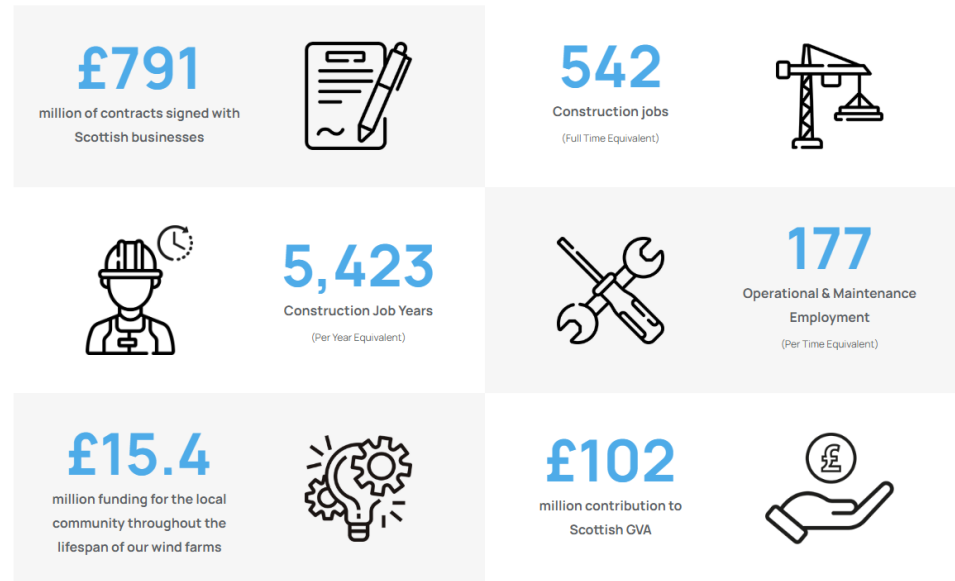 £791
million of contracts signed with
Scottish businesses
542
Construction jobs
(Full Time Equivalent)
5,423
Construction Job Years
(Per Year Equivalent)
177
Operational & Maintenance
Employment
(Per Time Equivalent)
£15.4
million funding for the local
community throughout the
lifespan of our wind farms
£102
million contribution to
Scottish GVA
£